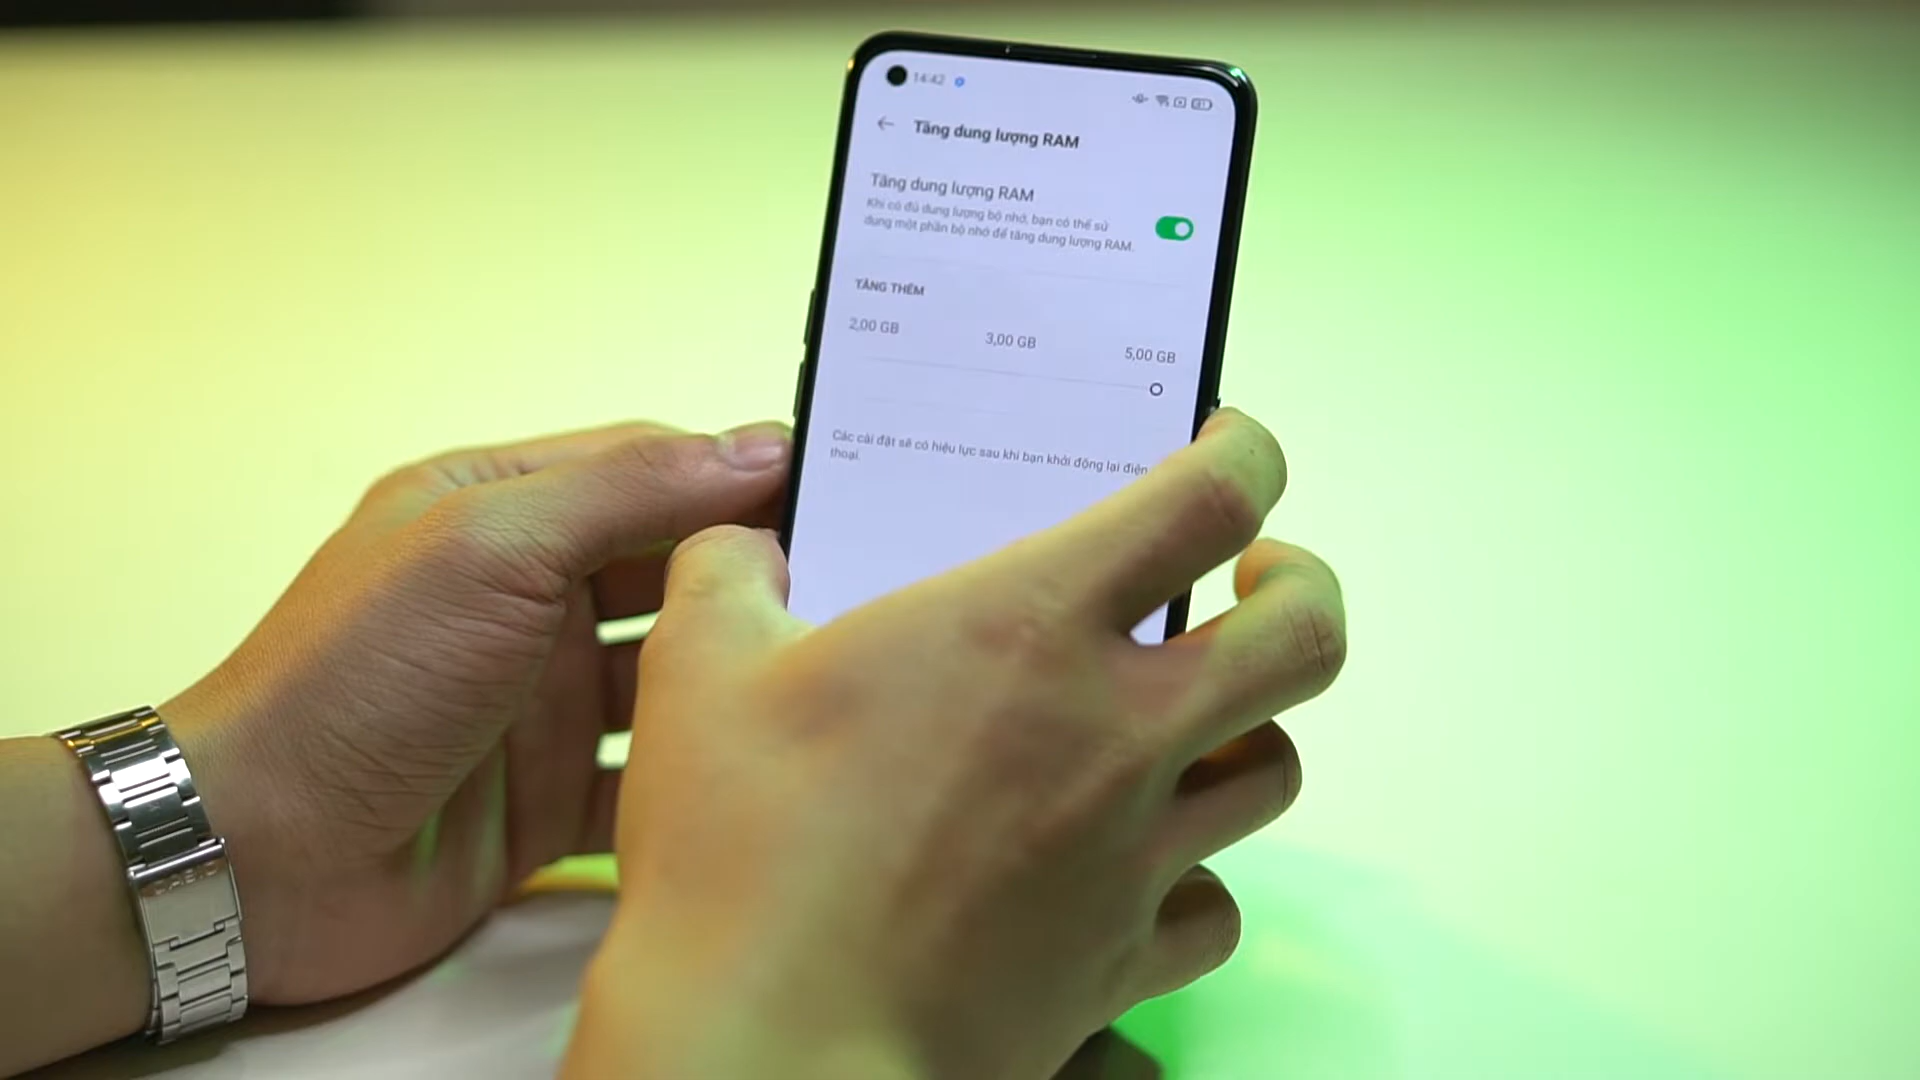 14:42
Tăng dung lượng RAM
Tăng dung lượng RAM
Khi có đủ dung lượng bộ nhớ, bạn có thể sử
dụng một phần bộ nhớ để tăng dung lượng RAM.
TĂNG THÊM
2,00 GB
3,00 GB
5,00 GB
Các cài đặt sẽ có hiệu lực sau khi bạn khởi động lại điện
thoại.
CASIO